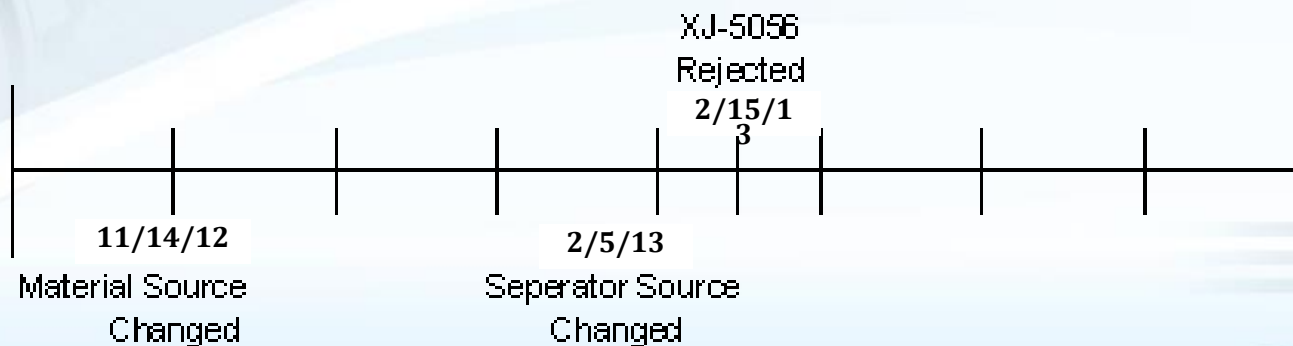 XJ-5056
Rejected
2/15/1
3
11/14/12
2/5/13
Material Source
Changed
Seperator Source
Changed